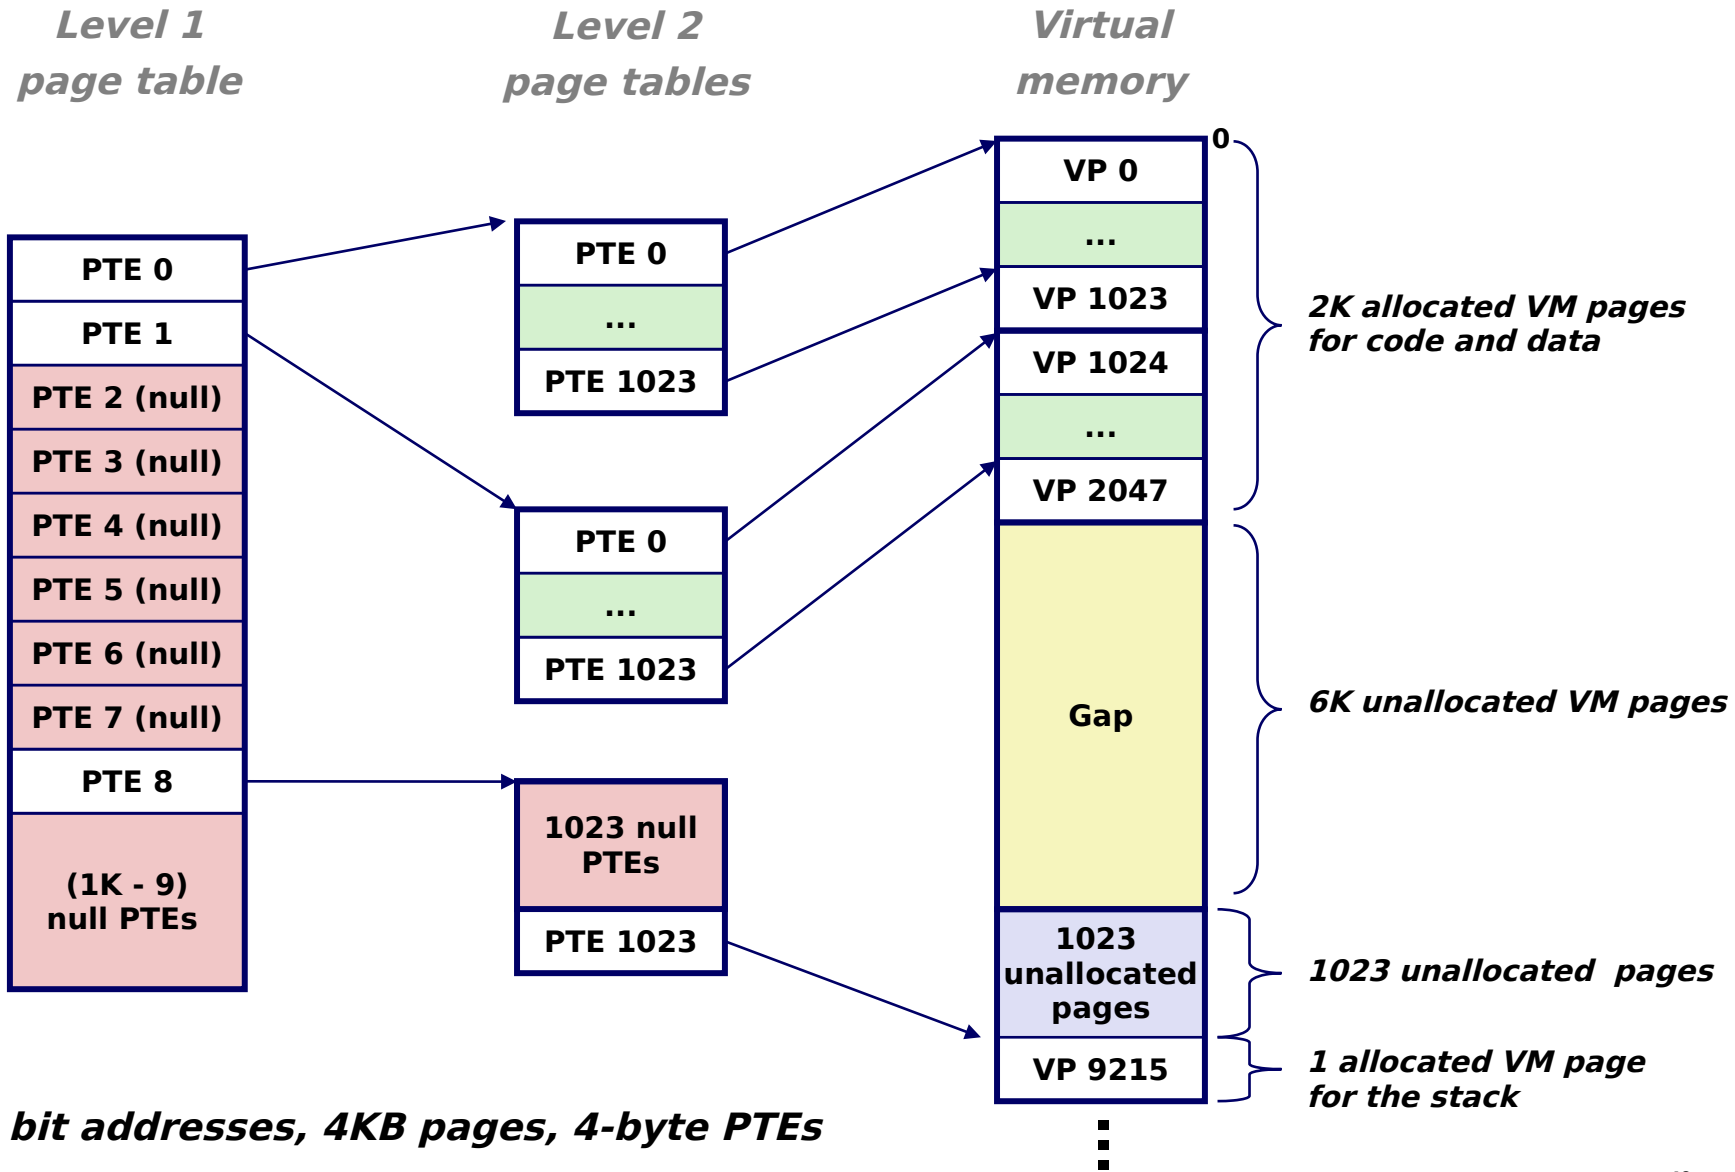 Level 1
page table
Level 2
page tables
Virtual
memory
0
PTE 0
PTE 1
PTE 2 (null)
PTE 3 (null)
PTE 4 (null)
PTE 5 (null)
PTE 6 (null)
PTE 7 (null)
PTE 8
(1K - 9)
null PTEs
PTE 0
...
PTE 1023
PTE 0
...
PTE 1023
1023 null
PTEs
PTE 1023
VP 0
...
VP 1023
VP 1024
...
VP 2047
Gap
1023
unallocated
pages
VP 9215
2K allocated VM pages
for code and data
6K unallocated VM pages
1023 unallocated  pages
1 allocated VM page
for the stack
bit addresses, 4KB pages, 4-byte PTEs